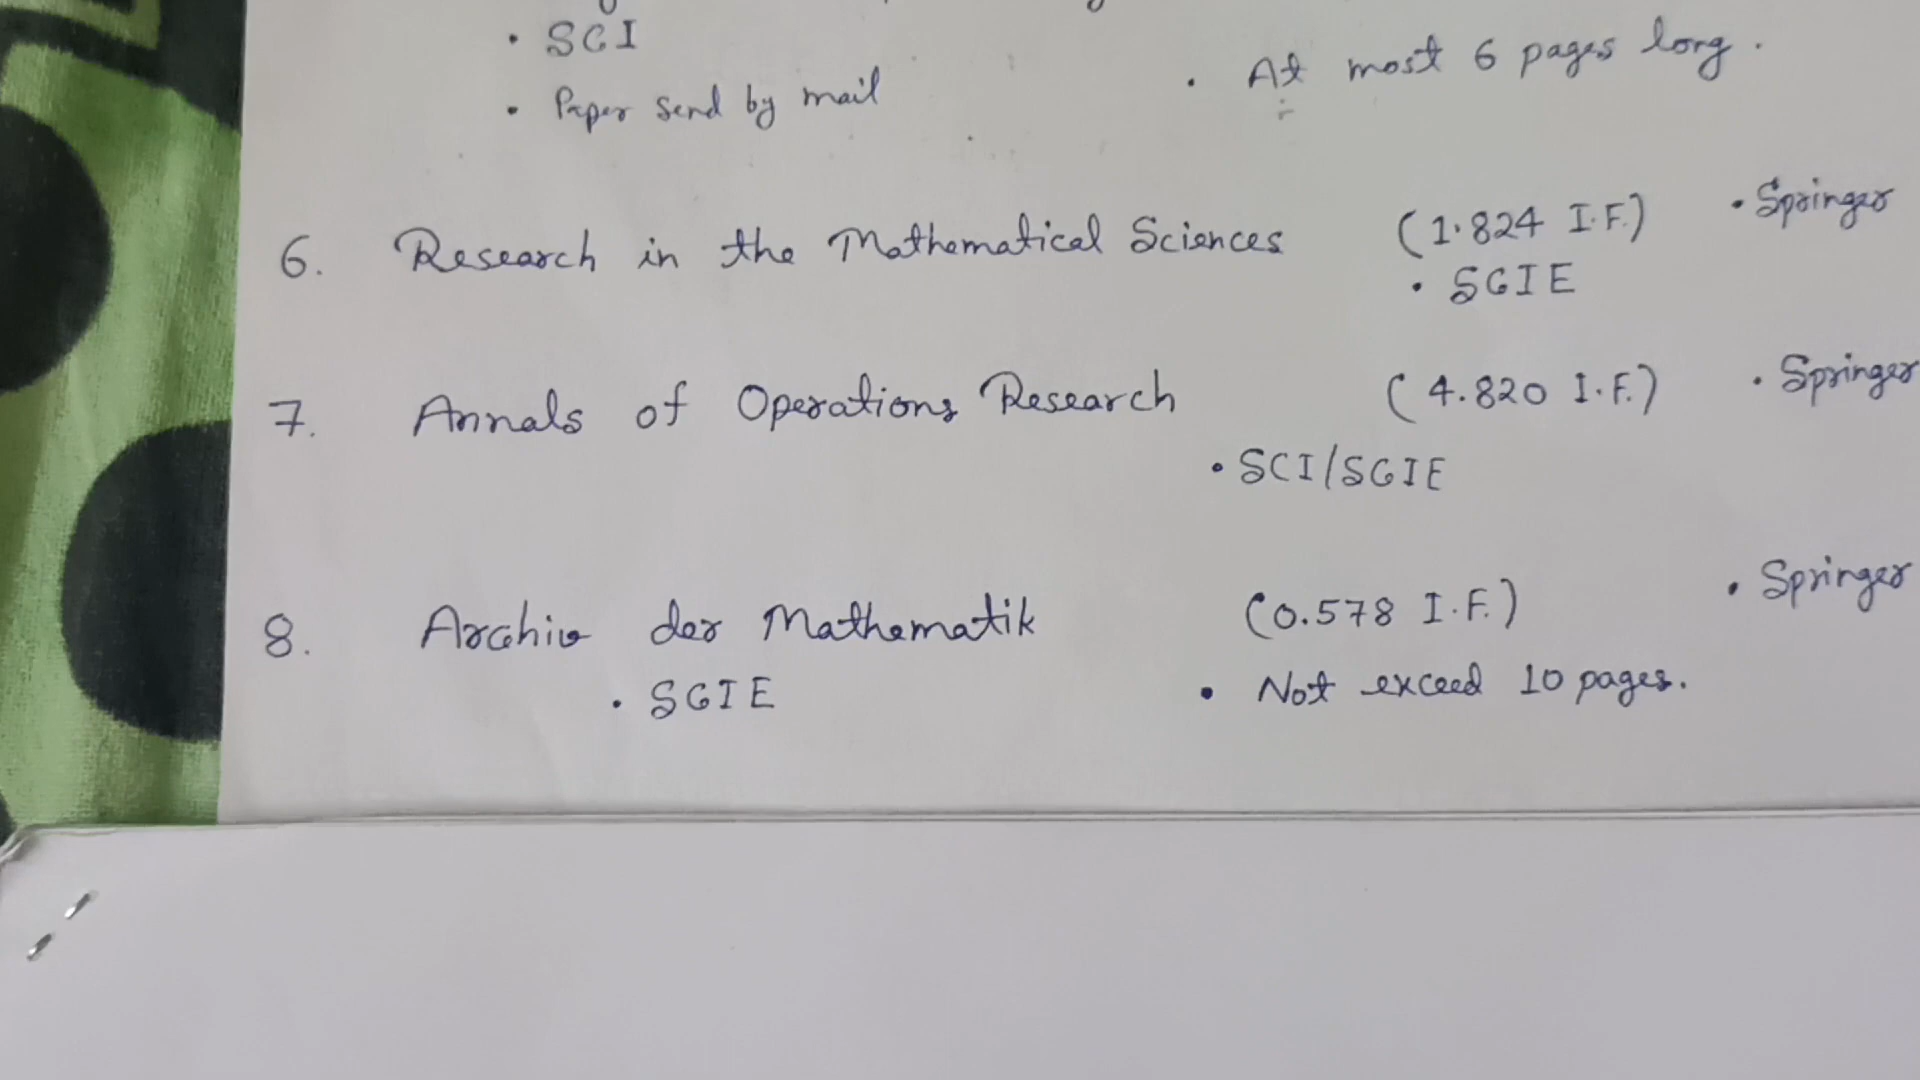 • SCI
• Paper send by mail
• At most 6 pages long.
6. Research in the Mathematical Sciences (1.824 I.F.) • Springer
• SCIE
7. Annals of Operations Research (4.820 I.F.) • Springer
• SCI/SCIE
8. Archiv der Mathematik (0.578 I.F.) • Springer
• SCIE • Not exceed 10 pages.